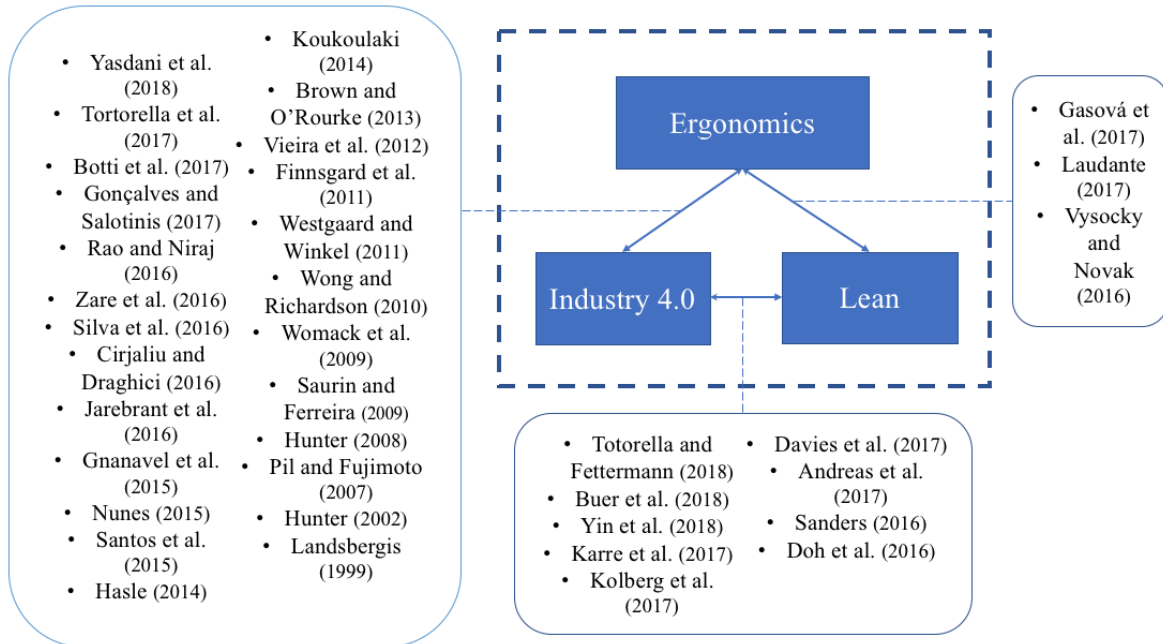 • Yasdani et al.
(2018)
• Tortorella et al.
(2017)
• Botti et al. (2017)
• Gonçalves and
Salotinis (2017)
• Rao and Niraj
(2016)
• Zare et al. (2016)
• Silva et al. (2016)
• Cirjaliu and
Draghici (2016)
• Jarebrant et al.
(2016)
• Gnanavel et al.
(2015)
• Nunes (2015)
• Santos et al.
(2015)
• Hasle (2014)
• Koukoulaki
(2014)
• Brown and
O’Rourke (2013)
• Vieira et al. (2012)
• Finnsgard et al.
(2011)
• Westgaard and
Winkel (2011)
• Wong and
Richardson (2010)
• Womack et al.
(2009)
• Saurin and
Ferreira (2009)
• Hunter (2008)
• Pil and Fujimoto
(2007)
• Hunter (2002)
• Landsbergis
(1999)
Ergonomics
Industry 4.0
Lean
• Gasová et
al. (2017)
• Laudante
(2017)
• Vysocky
and
Novak
(2016)
• Totorella and
Fettermann (2018)
• Buer et al. (2018)
• Yin et al. (2018)
• Karre et al. (2017)
• Kolberg et al.
(2017)
• Davies et al. (2017)
• Andreas et al.
(2017)
• Sanders (2016)
• Doh et al. (2016)